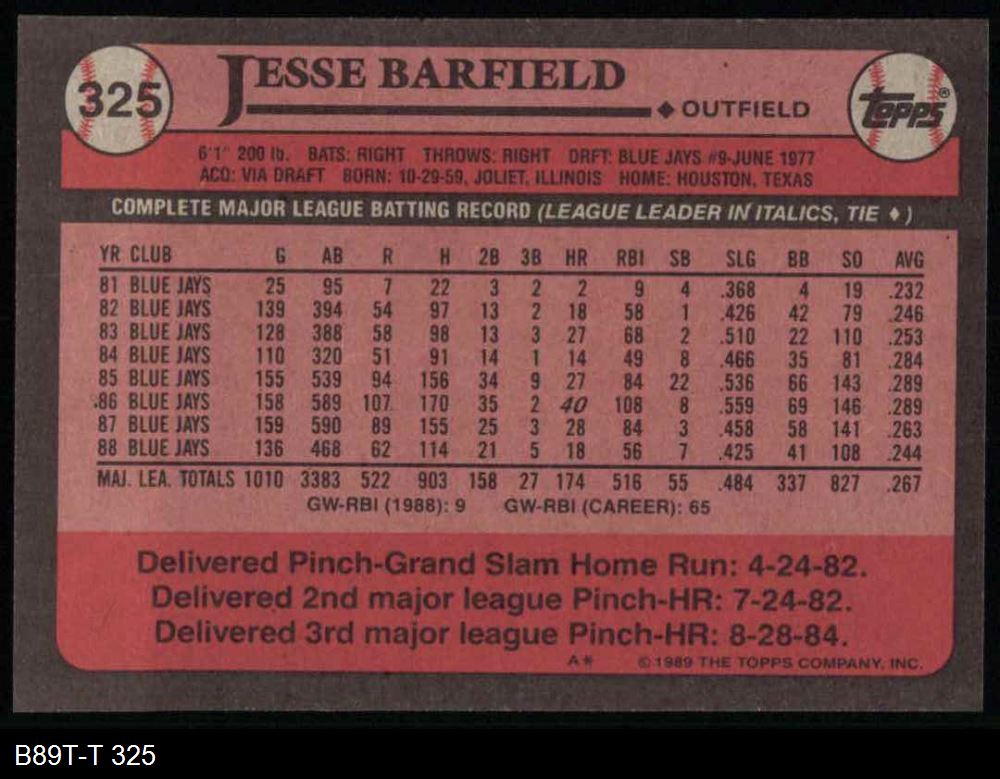 325
JESSE BARFIELD
♦ OUTFIELD
Topps®
6'1" 200 lb. BATS: RIGHT THROWS: RIGHT DRFT: BLUE JAYS #9-JUNE 1977
ACQ: VIA DRAFT BORN: 10-29-59, JOLIET, ILLINOIS HOME: HOUSTON, TEXAS
COMPLETE MAJOR LEAGUE BATTING RECORD (LEAGUE LEADER IN ITALICS, TIE ♦)
YR CLUB G AB R H 2B 3B HR RBI SB SLG BB SO AVG
81 BLUE JAYS 25 95 7 22 3 2 2 9 4 .368 4 19 .232
82 BLUE JAYS 139 394 54 97 13 2 18 58 1 .426 42 79 .246
83 BLUE JAYS 128 388 58 98 13 3 27 68 2 .510 22 110 .253
84 BLUE JAYS 110 320 51 91 14 1 14 49 8 .466 35 81 .284
85 BLUE JAYS 155 539 94 156 34 9 27 84 22 .536 66 143 .289
86 BLUE JAYS 158 589 107 170 35 2 40 108 8 .559 69 146 .289
87 BLUE JAYS 159 590 89 155 25 3 28 84 3 .458 58 141 .263
88 BLUE JAYS 136 468 62 114 21 5 18 56 7 .425 41 108 .244
MAJ. LEA. TOTALS 1010 3383 522 903 158 27 174 516 55 .484 337 827 .267
GW-RBI (1988): 9 GW-RBI (CAREER): 65
Delivered Pinch-Grand Slam Home Run: 4-24-82.
Delivered 2nd major league Pinch-HR: 7-24-82.
Delivered 3rd major league Pinch-HR: 8-28-84.
A* © 1989 THE TOPPS COMPANY, INC.
B89T-T 325